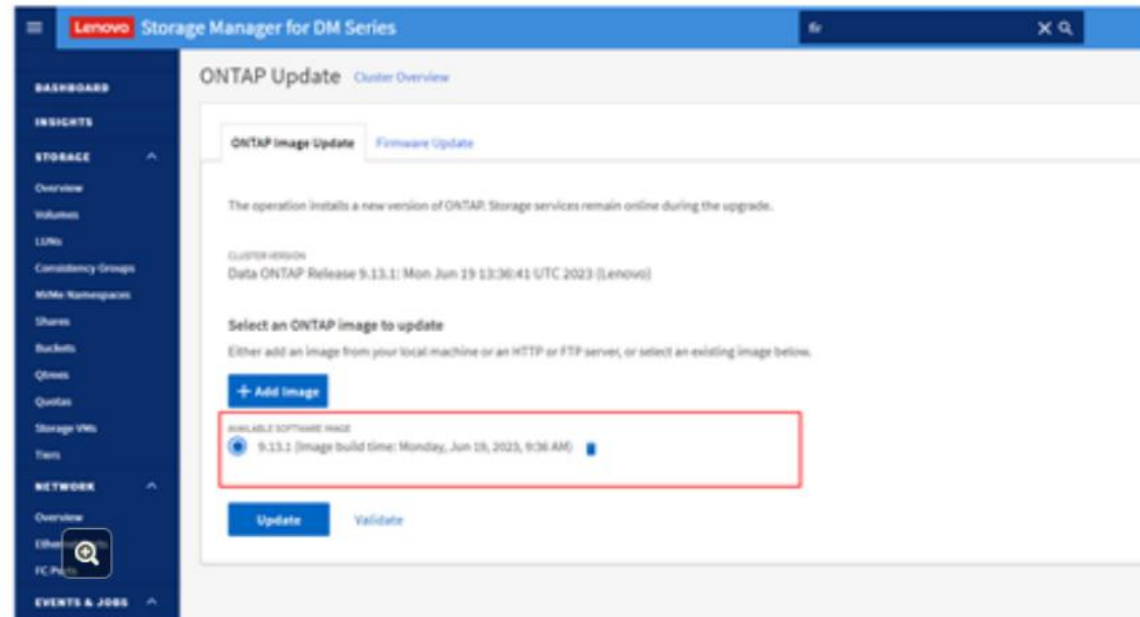 Lenovo Storage Manager for DM Series
fir
ONTAP Update Cluster Overview
DASHBOARD
INSIGHTS
STORAGE
Overview
Volumes
LUNs
Consistency Groups
NVMe Namespaces
Shares
Buckets
Qtrees
Quotas
Storage VMs
Tiers
NETWORK
Overview
FC Ports
EVENTS & JOBS
ONTAP Image Update Firmware Update
The operation installs a new version of ONTAP. Storage services remain online during the upgrade.
CLUSTER VERSION
Data ONTAP Release 9.13.1: Mon Jun 19 13:36:41 UTC 2023 (Lenovo)
Select an ONTAP image to update
Either add an image from your local machine or an HTTP or FTP server, or select an existing image below.
+ Add Image
AVAILABLE SOFTWARE IMAGE
9.13.1 (Image build time: Monday, Jun 19, 2023, 9:36 AM)
Update Validate